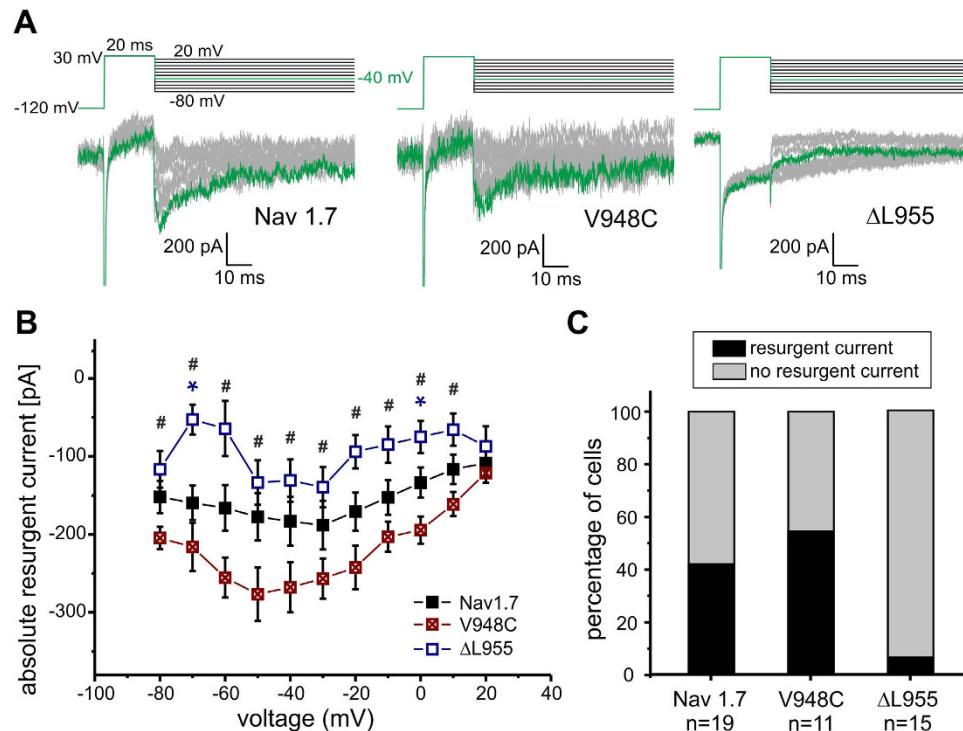 A
20 ms
30 mV
20 mV
-40 mV
-120 mV
-80 mV
Nav 1.7
V948C
ΔL955
200 pA
10 ms
200 pA
10 ms
200 pA
10 ms
B
C
resurgent current
no resurgent current
absolute resurgent current [pA]
0
-100
-200
-300
# # # # # # # # # #
* *
Nav1.7
V948C
ΔL955
-100 -80 -60 -40 -20 0 20 40
voltage (mV)
percentage of cells
100
80
60
40
20
0
Nav 1.7 V948C ΔL955
n=19 n=11 n=15